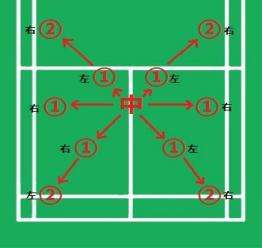 右 ② ② 右
左 ① ① 左
右 ① 中 ① 右
右 ① ① 左
左 ② ② 右